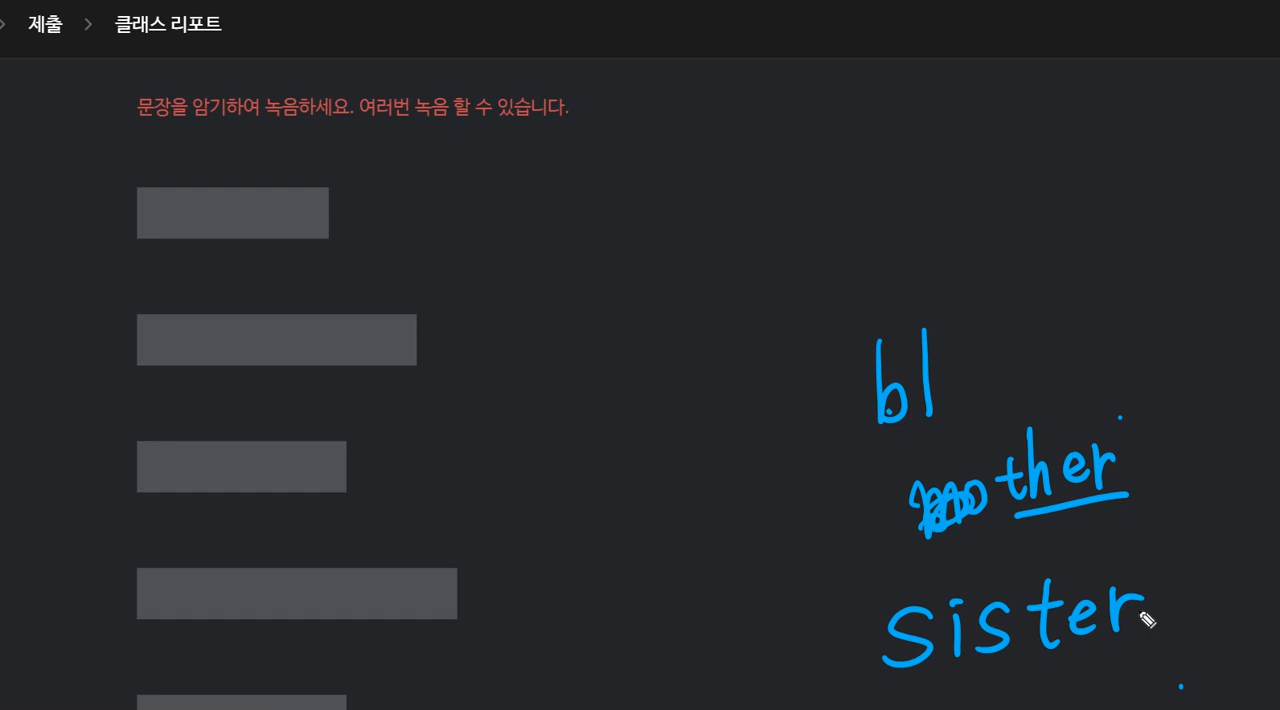 제출 > 클래스 리포트
문장을 암기하여 녹음하세요. 여러번 녹음 할 수 있습니다.
bl
sister